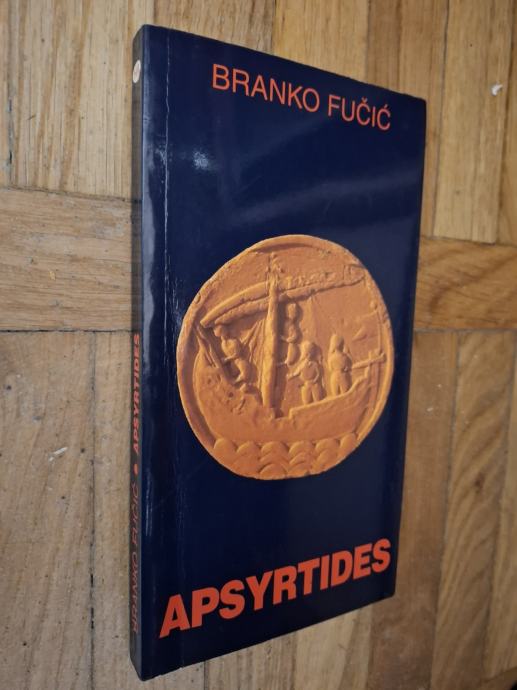 BRANKO FUČIĆ
APSYRTIDES
BRANKO FUČIĆ • APSYRTIDES